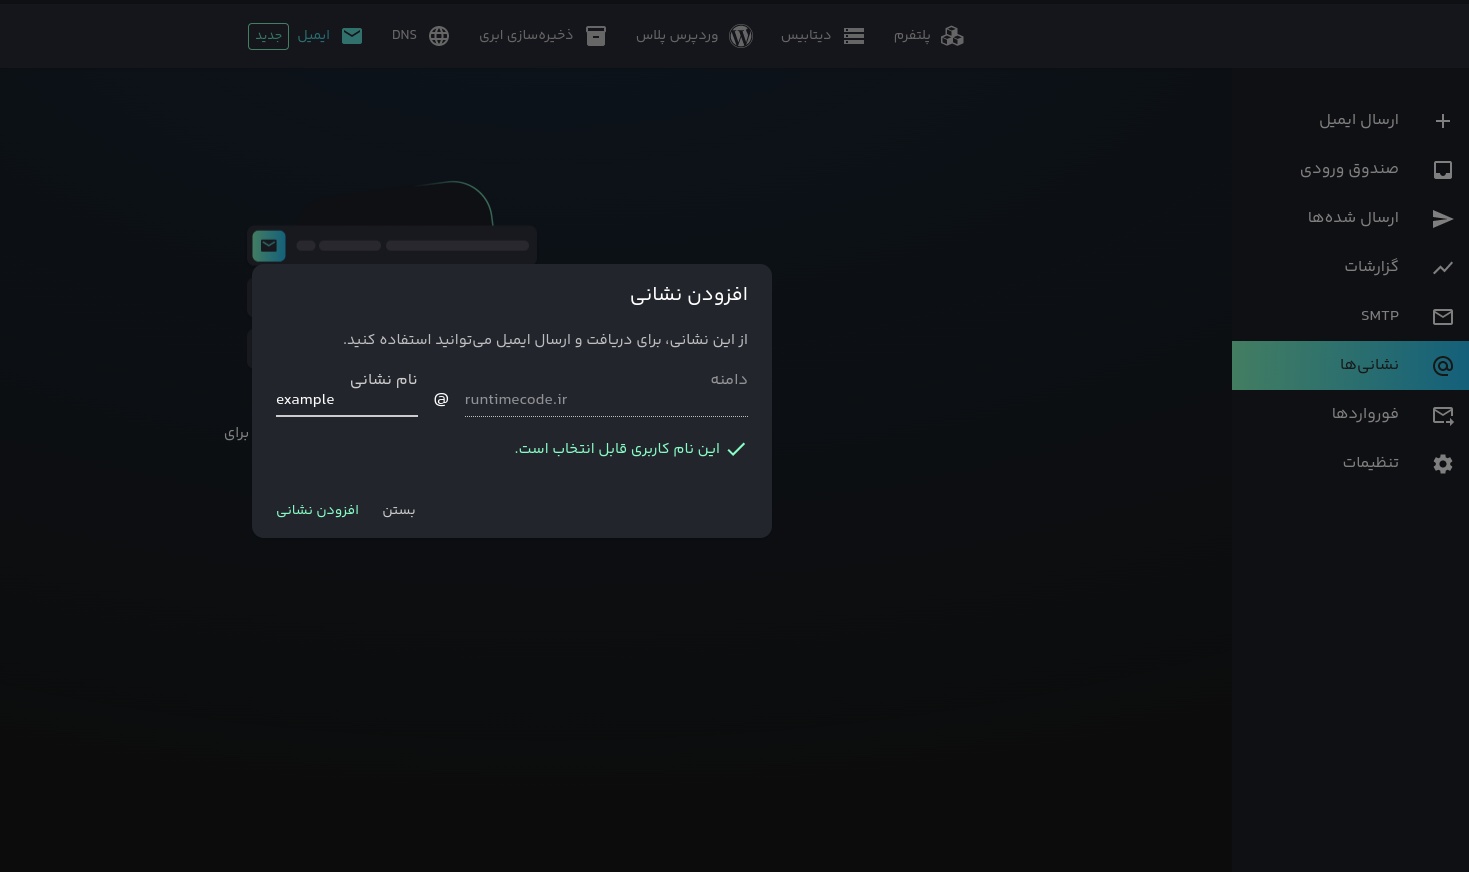 پلتفرم
دیتابیس
وردپرس پلاس
ذخیره‌سازی ابری
DNS
ایمیل
جدید
ارسال ایمیل
صندوق ورودی
ارسال شده‌ها
گزارشات
SMTP
نشانی‌ها
فورواردها
تنظیمات
افزودن نشانی
از این نشانی، برای دریافت و ارسال ایمیل می‌توانید استفاده کنید.
دامنه
runtimecode.ir
@
نام نشانی
example
این نام کاربری قابل انتخاب است.
بستن
افزودن نشانی
برای